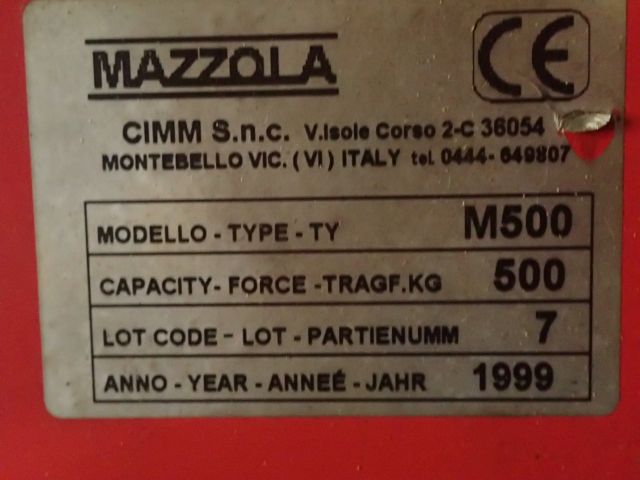 MAZZOLA CE
CIMM S.n.c. V.Isole Corso 2-C 36054
MONTEBELLO VIC. (VI) ITALY tel. 0444-649807
MODELLO - TYPE - TY M500
CAPACITY- FORCE -TRAGF.KG 500
LOT CODE - LOT - PARTIENUMM 7
ANNO - YEAR - ANNEÉ - JAHR 1999